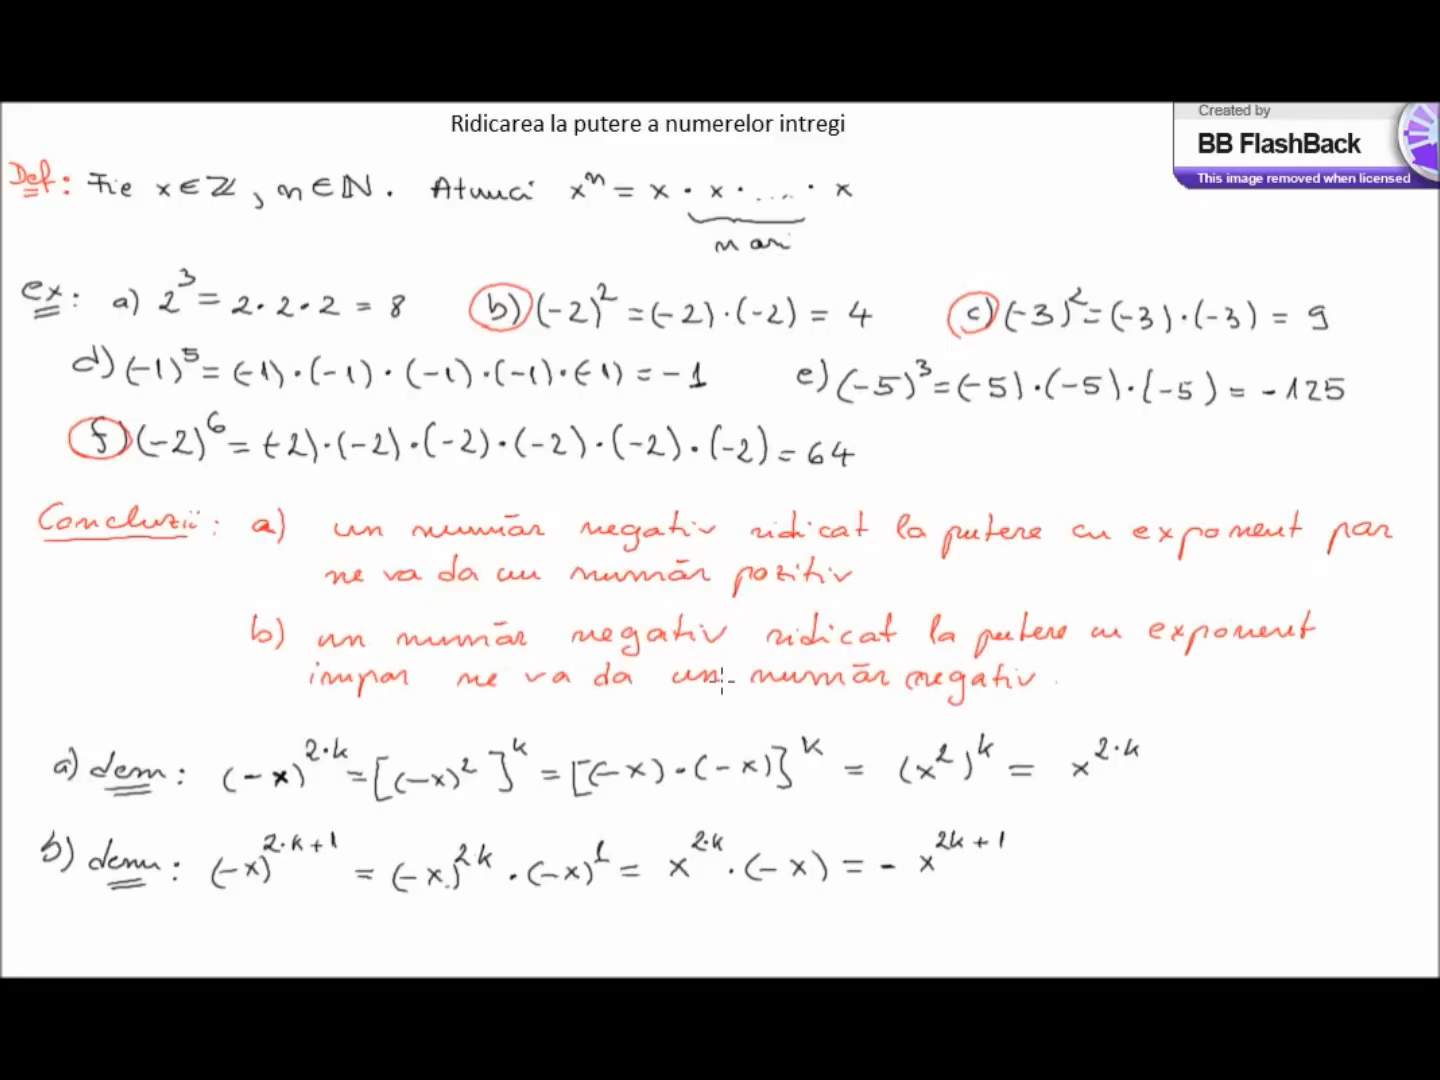 Created by
BB FlashBack
This image removed when licensed
Ridicarea la putere a numerelor intregi
Def: Fie x ∈ ℤ, n ∈ ℕ. Atunci xⁿ = x · x · .... · x
n ori
ex: a) 2³ = 2·2·2 = 8 b) (-2)² = (-2)·(-2) = 4 c) (-3)² = (-3)·(-3) = 9
d) (-1)⁵ = (-1)·(-1)·(-1)·(-1)·(-1) = -1 e) (-5)³ = (-5)·(-5)·(-5) = -125
f) (-2)⁶ = (-2)·(-2)·(-2)·(-2)·(-2)·(-2) = 64
Concluzii: a) un număr negativ ridicat la putere cu exponent par
ne va da un număr pozitiv
b) un număr negativ ridicat la putere cu exponent
impar ne va da un număr negativ.
a) dem: (-x)^{2·k} = [(-x)²]^k = [(-x)·(-x)]^k = (x²)^k = x^{2·k}
b) dem: (-x)^{2·k+1} = (-x)^{2k} · (-x)^1 = x^{2·k} · (-x) = - x^{2k+1}